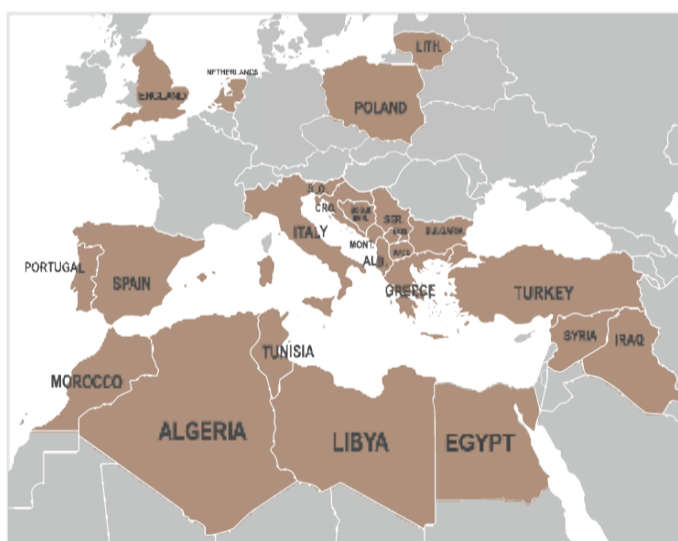 LITH.
NETHERLANDS
ENGLAND
POLAND
CRO.
SER.
ITALY
BULGARIA
MONT.
ALB.
PORTUGAL
SPAIN
GREECE
TURKEY
SYRIA
IRAQ
TUNISIA
MOROCCO
ALGERIA
LIBYA
EGYPT